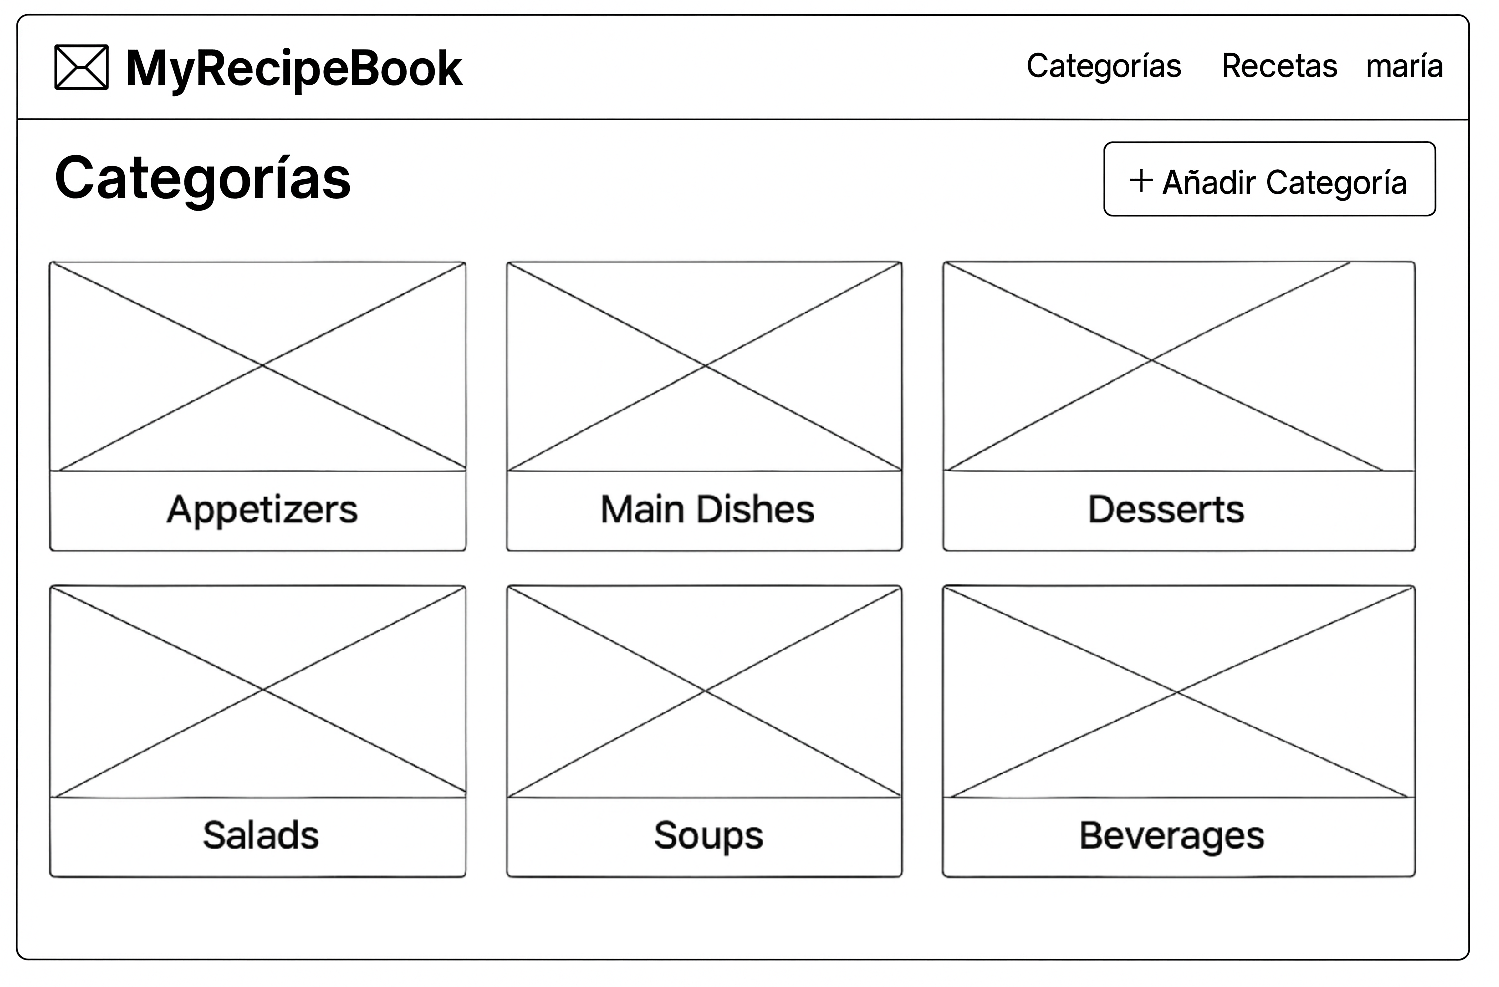 MyRecipeBook
Categorías Recetas maría
Categorías
+ Añadir Categoría
Appetizers
Main Dishes
Desserts
Salads
Soups
Beverages